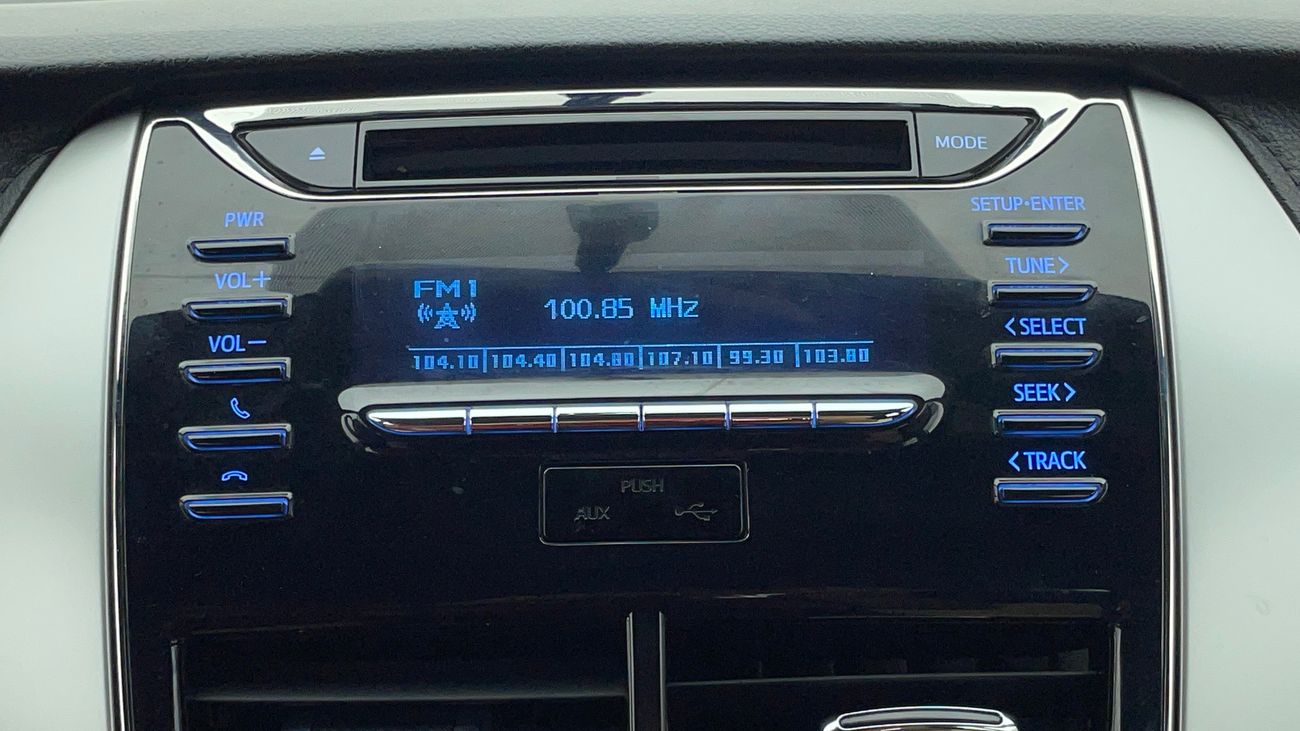 MODE
PWR
SETUP•ENTER
VOL+
TUNE>
FM1
100.85 MHz
<SELECT
VOL−
104.10 104.40 104.80 107.10 99.30 103.80
SEEK>
<TRACK
PUSH
AUX